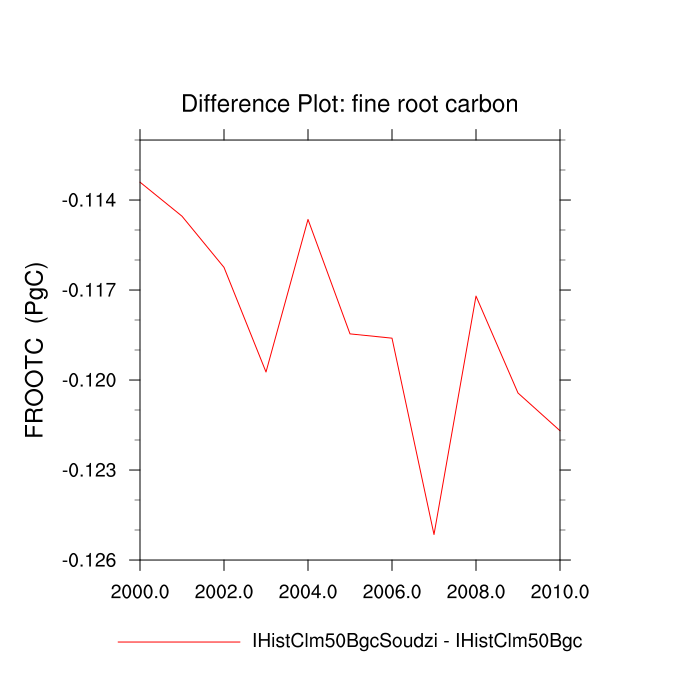 Difference Plot: fine root carbon
FROOTC (PgC)
-0.114
-0.117
-0.120
-0.123
-0.126
2000.0 2002.0 2004.0 2006.0 2008.0 2010.0
IHistClm50BgcSoudzi - IHistClm50Bgc